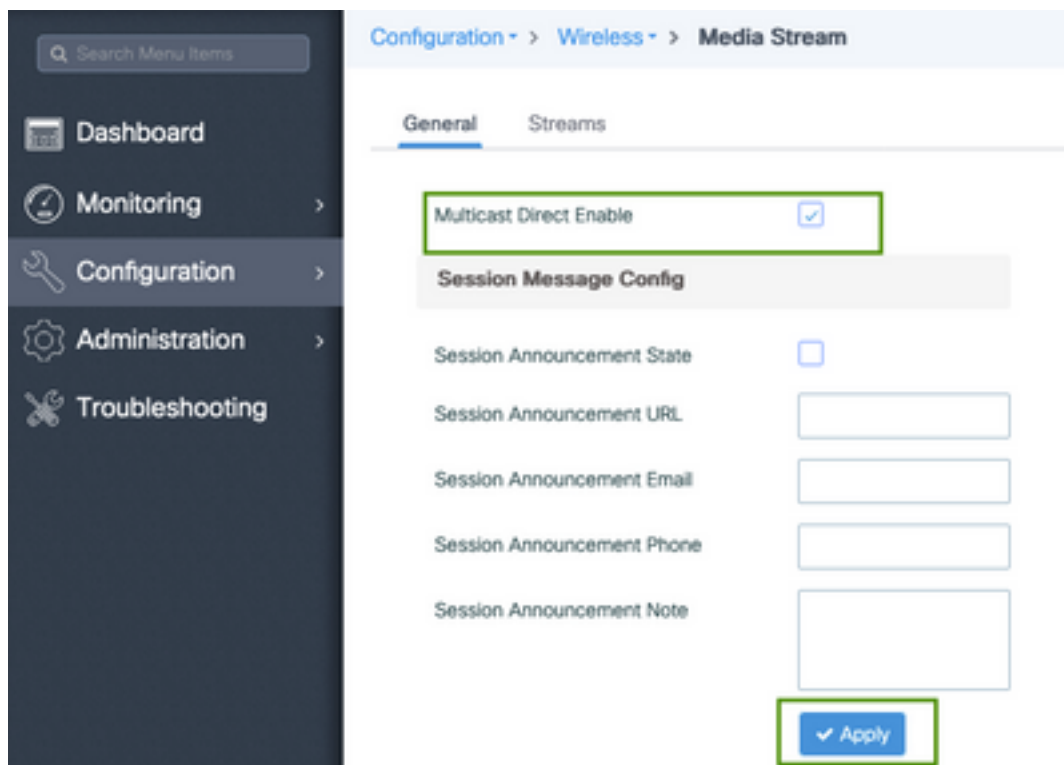 Search Menu Items
Dashboard
Monitoring
Configuration
Administration
Troubleshooting
Configuration > Wireless > Media Stream
General Streams
Multicast Direct Enable
Session Message Config
Session Announcement State
Session Announcement URL
Session Announcement Email
Session Announcement Phone
Session Announcement Note
Apply